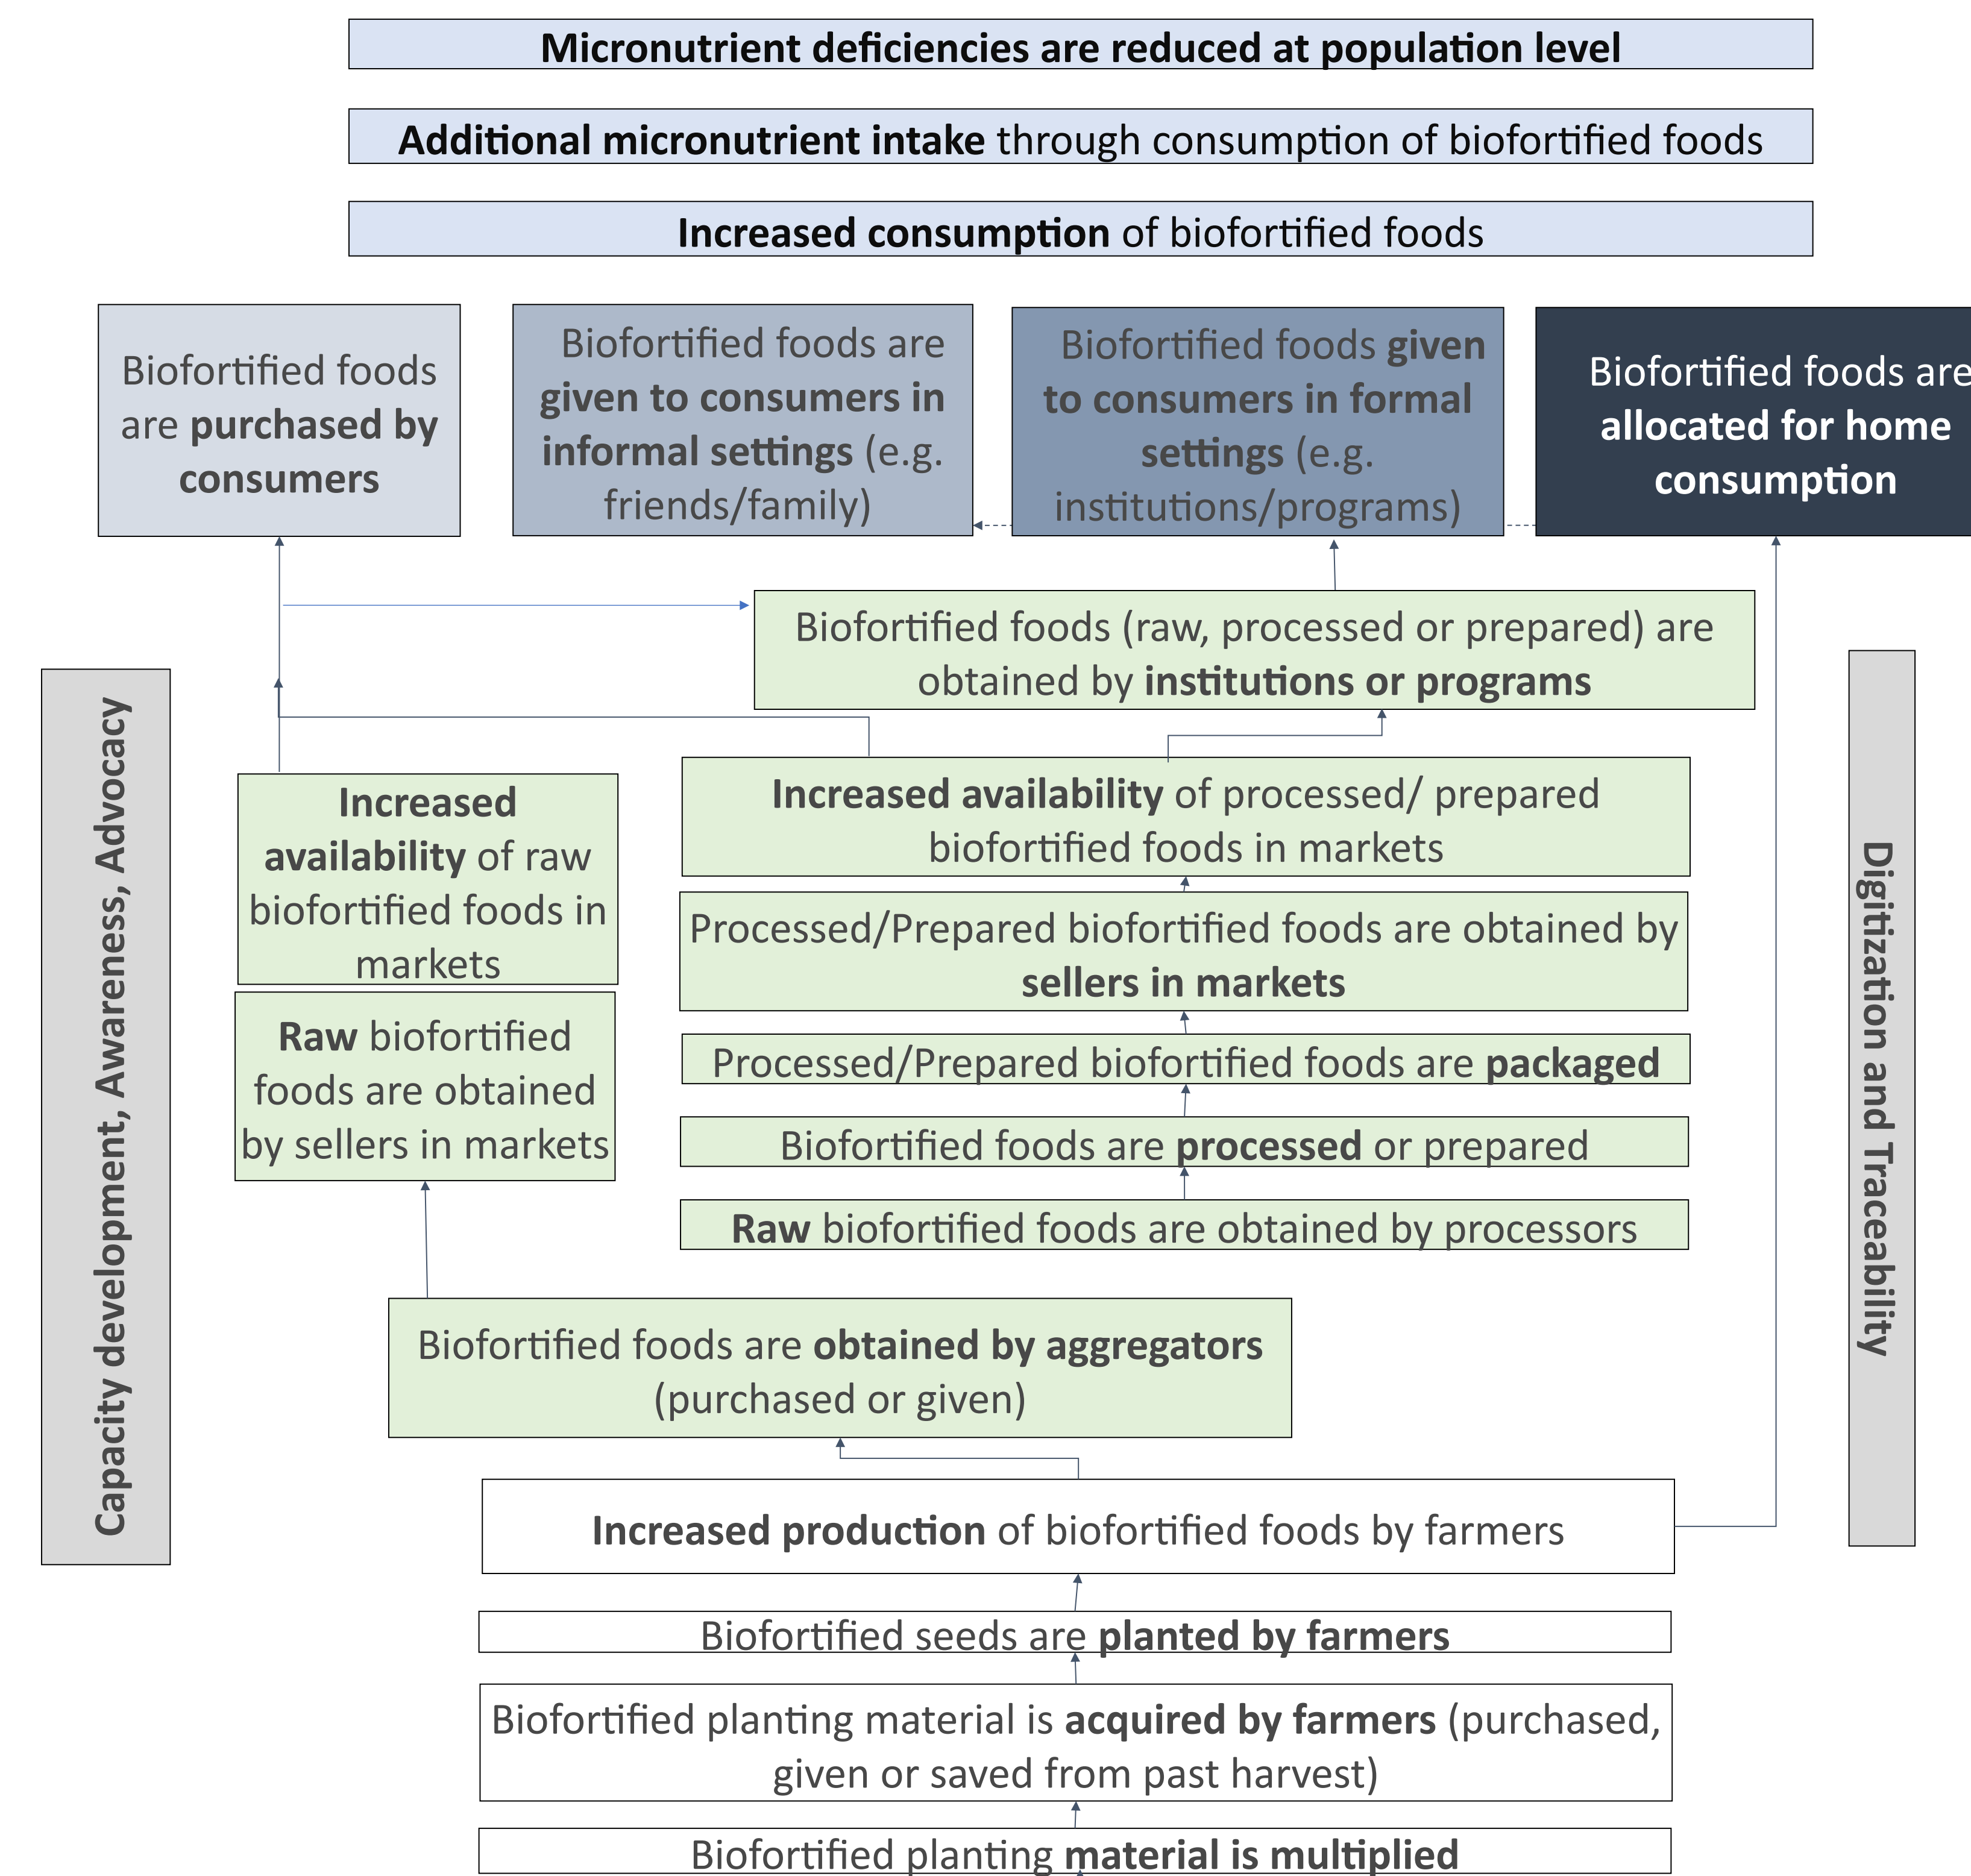 Micronutrient deficiencies are reduced at population level
Additional micronutrient intake through consumption of biofortified foods
Increased consumption of biofortified foods
Biofortified foods
are purchased by
consumers
Biofortified foods are
given to consumers in
informal settings (e.g.
friends/family)
Biofortified foods given
to consumers in formal
settings (e.g.
institutions/programs)
Biofortified foods are
allocated for home
consumption
Biofortified foods (raw, processed or prepared) are
obtained by institutions or programs
Capacity development, Awareness, Advocacy
Increased
availability of raw
biofortified foods in
markets
Raw biofortified
foods are obtained
by sellers in markets
Increased availability of processed/ prepared
biofortified foods in markets
Processed/Prepared biofortified foods are obtained by
sellers in markets
Processed/Prepared biofortified foods are packaged
Biofortified foods are processed or prepared
Raw biofortified foods are obtained by processors
Digitization and Traceability
Biofortified foods are obtained by aggregators
(purchased or given)
Increased production of biofortified foods by farmers
Biofortified seeds are planted by farmers
Biofortified planting material is acquired by farmers (purchased,
given or saved from past harvest)
Biofortified planting material is multiplied